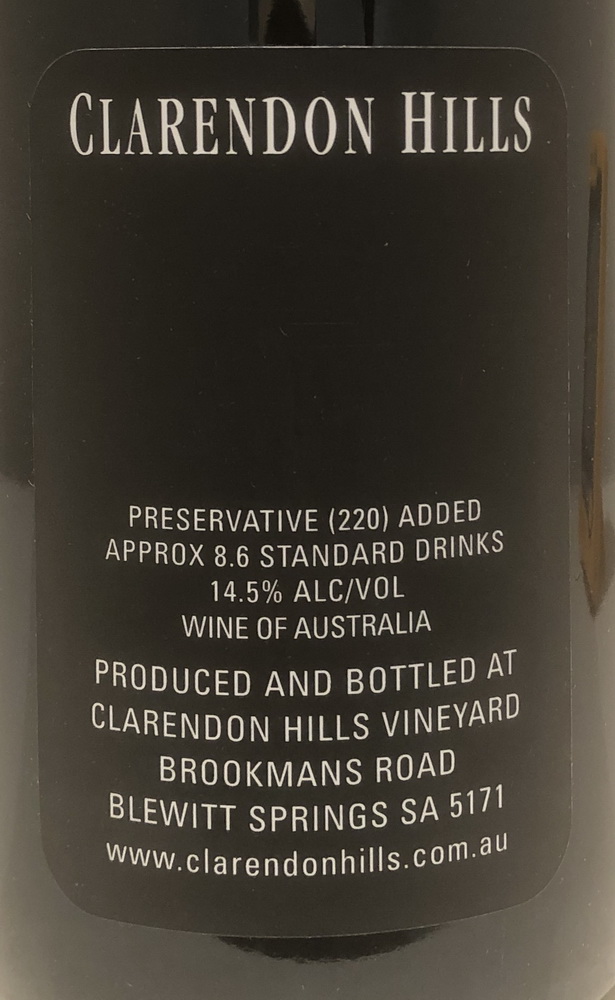 CLARENDON HILLS
PRESERVATIVE (220) ADDED
APPROX 8.6 STANDARD DRINKS
14.5% ALC/VOL
WINE OF AUSTRALIA
PRODUCED AND BOTTLED AT
CLARENDON HILLS VINEYARD
BROOKMANS ROAD
BLEWITT SPRINGS SA 5171
www.clarendonhills.com.au